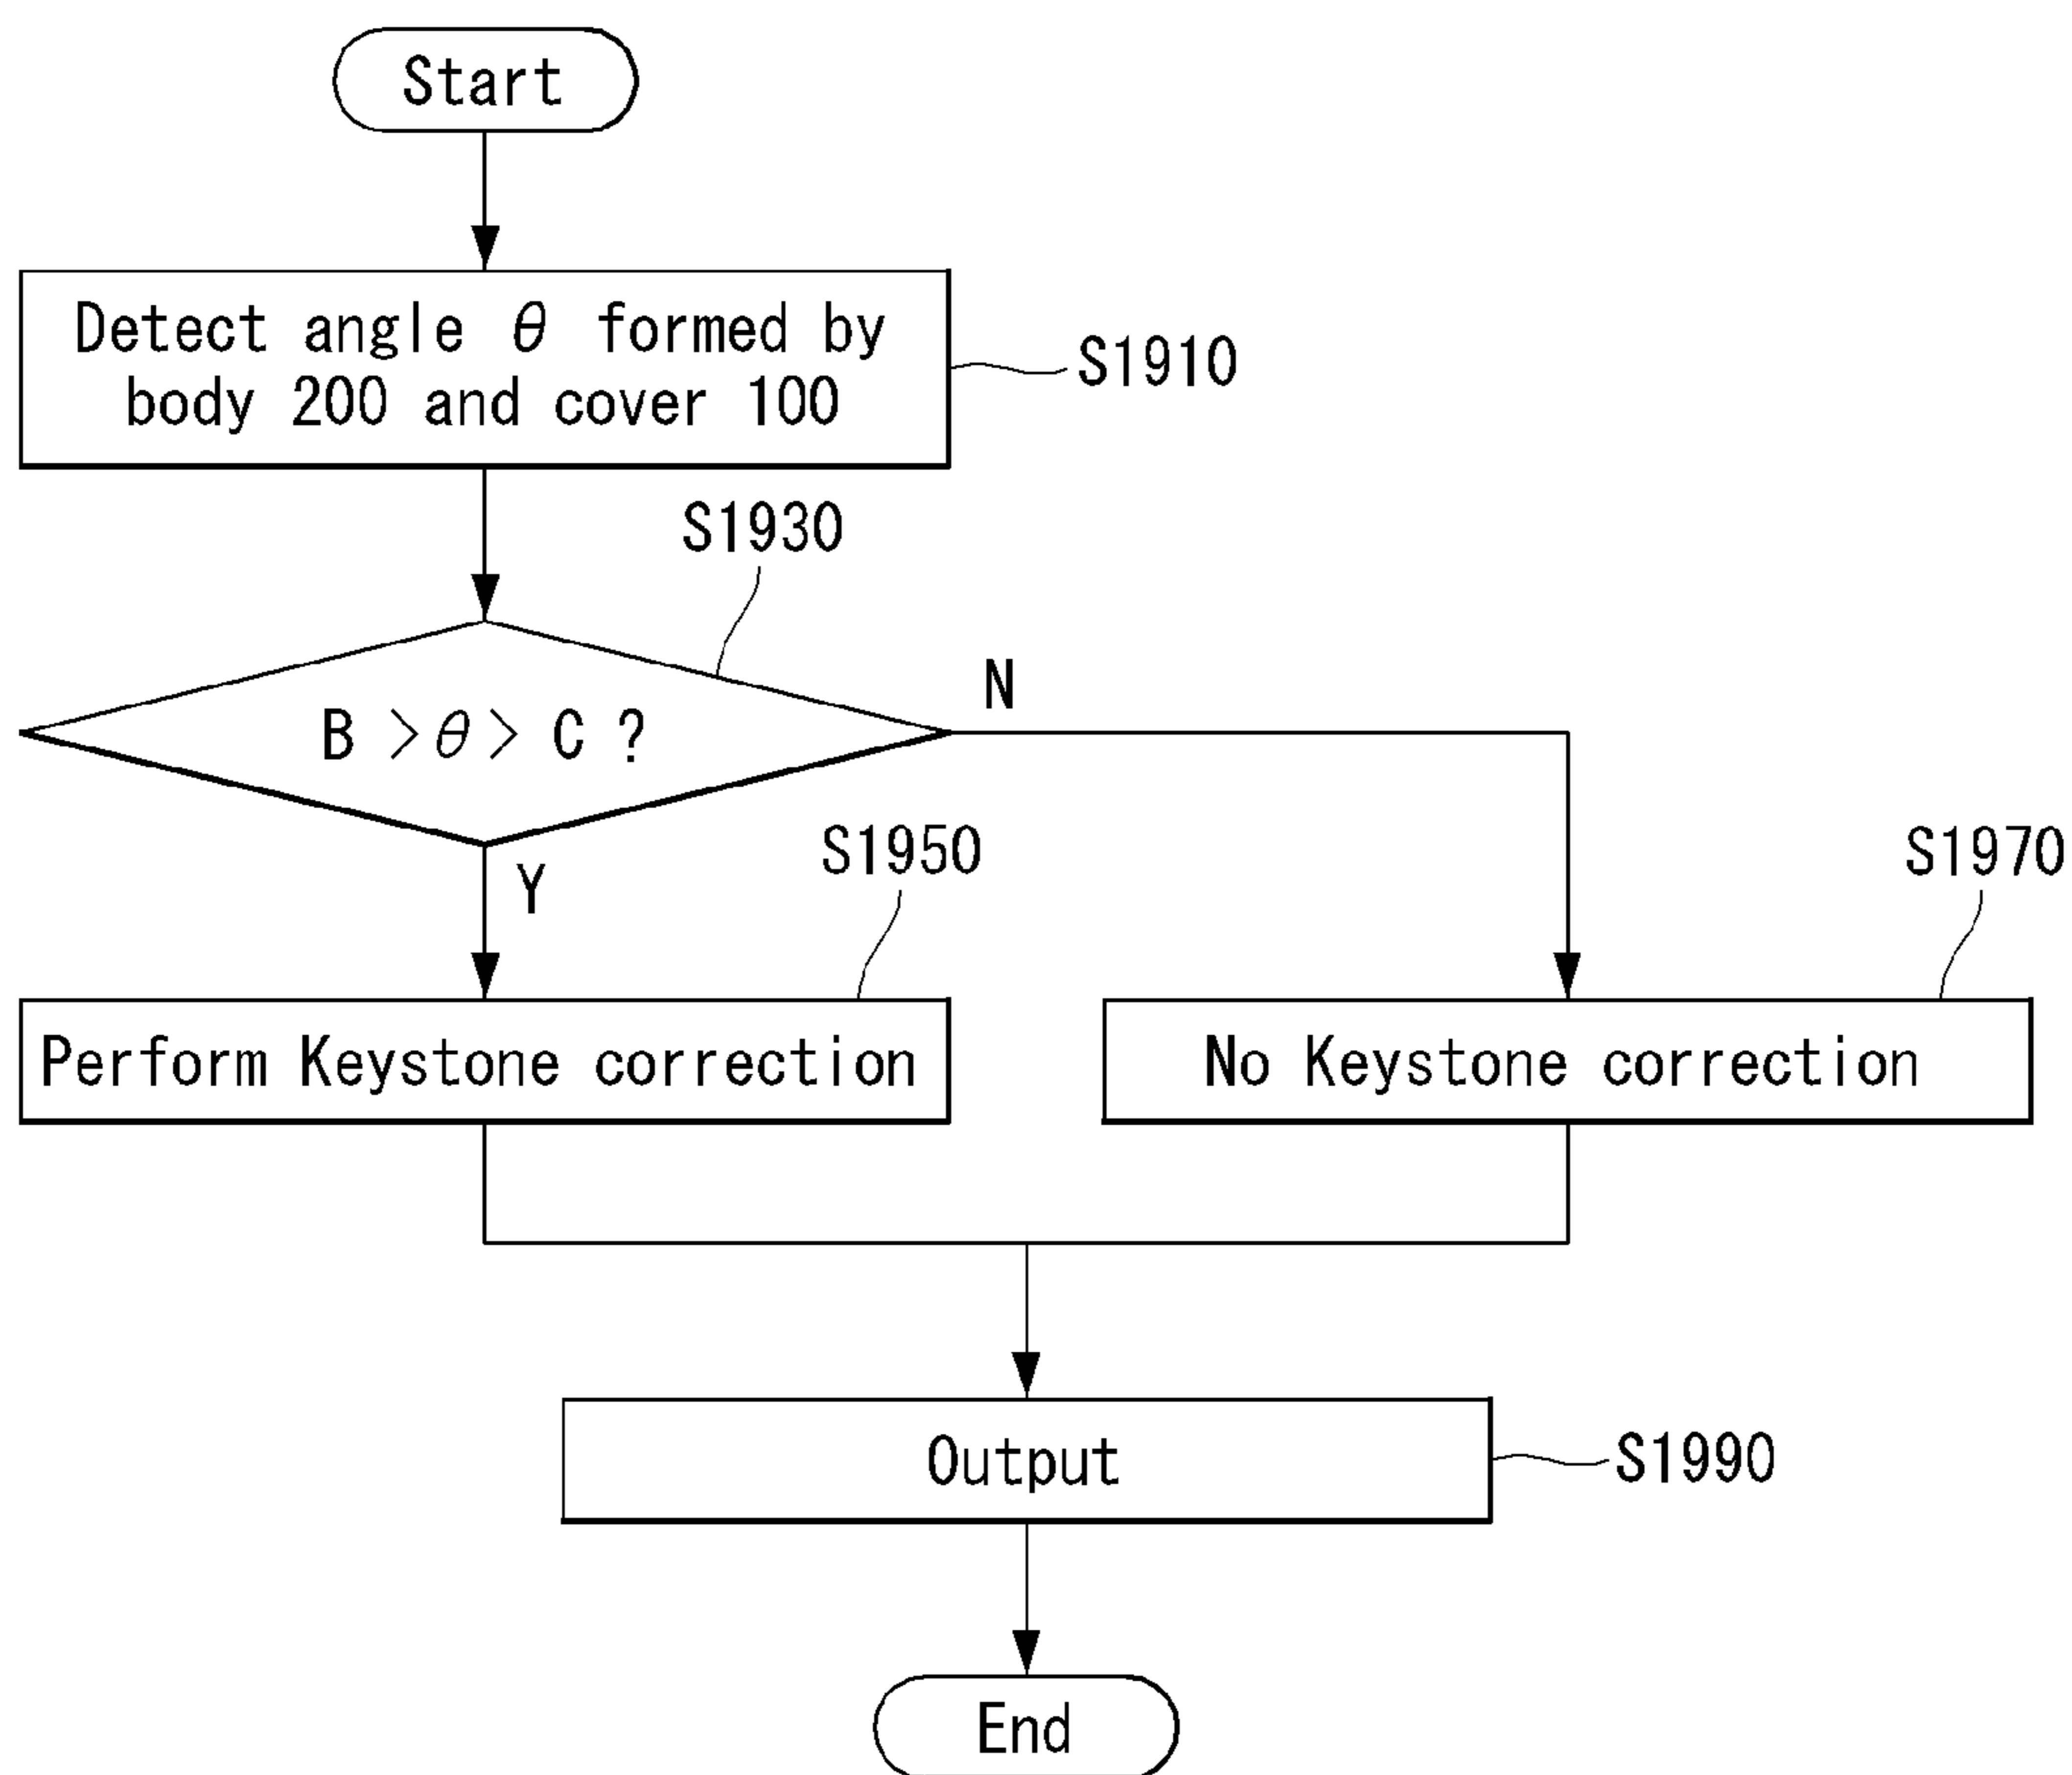 Start
Detect angle θ formed by
body 200 and cover 100
S1910
S1930
B > θ > C ?
N
Y
S1950
S1970
Perform Keystone correction
No Keystone correction
Output
S1990
End